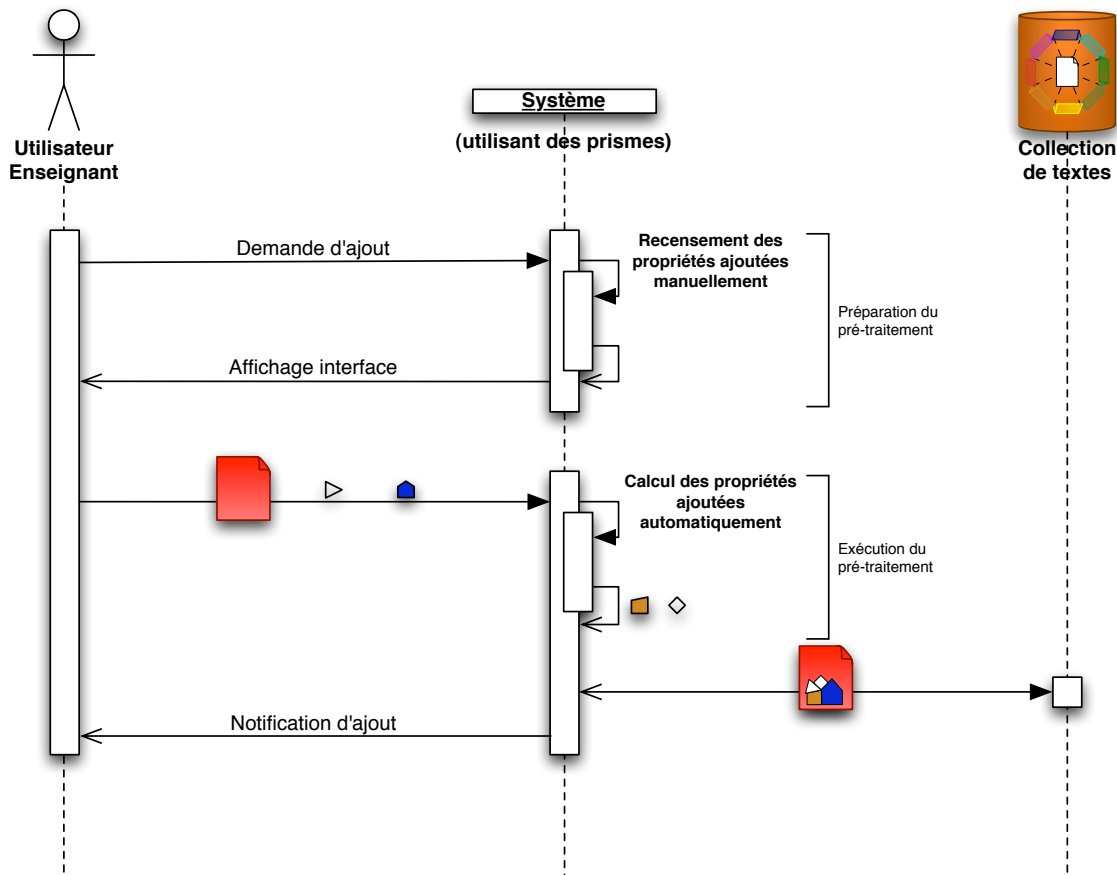 Système
(utilisant des prismes)
Utilisateur
Enseignant
Collection
de textes
Demande d'ajout
Recensement des
propriétés ajoutées
manuellement
Préparation du
pré-traitement
Affichage interface
Calcul des propriétés
ajoutées
automatiquement
Exécution du
pré-traitement
Notification d'ajout